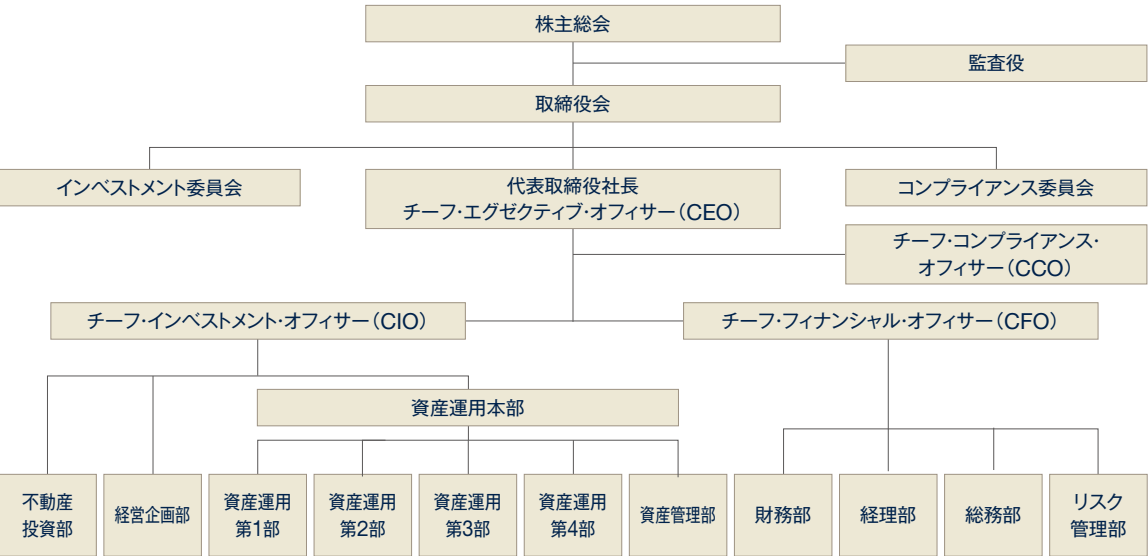 株主総会
監査役
取締役会
インベストメント委員会
代表取締役社長
チーフ・エグゼクティブ・オフィサー（CEO）
コンプライアンス委員会
チーフ・コンプライアンス・
オフィサー（CCO）
チーフ・インベストメント・オフィサー（CIO）
チーフ・フィナンシャル・オフィサー（CFO）
資産運用本部
不動産
投資部
経営企画部
資産運用
第1部
資産運用
第2部
資産運用
第3部
資産運用
第4部
資産管理部
財務部
経理部
総務部
リスク
管理部